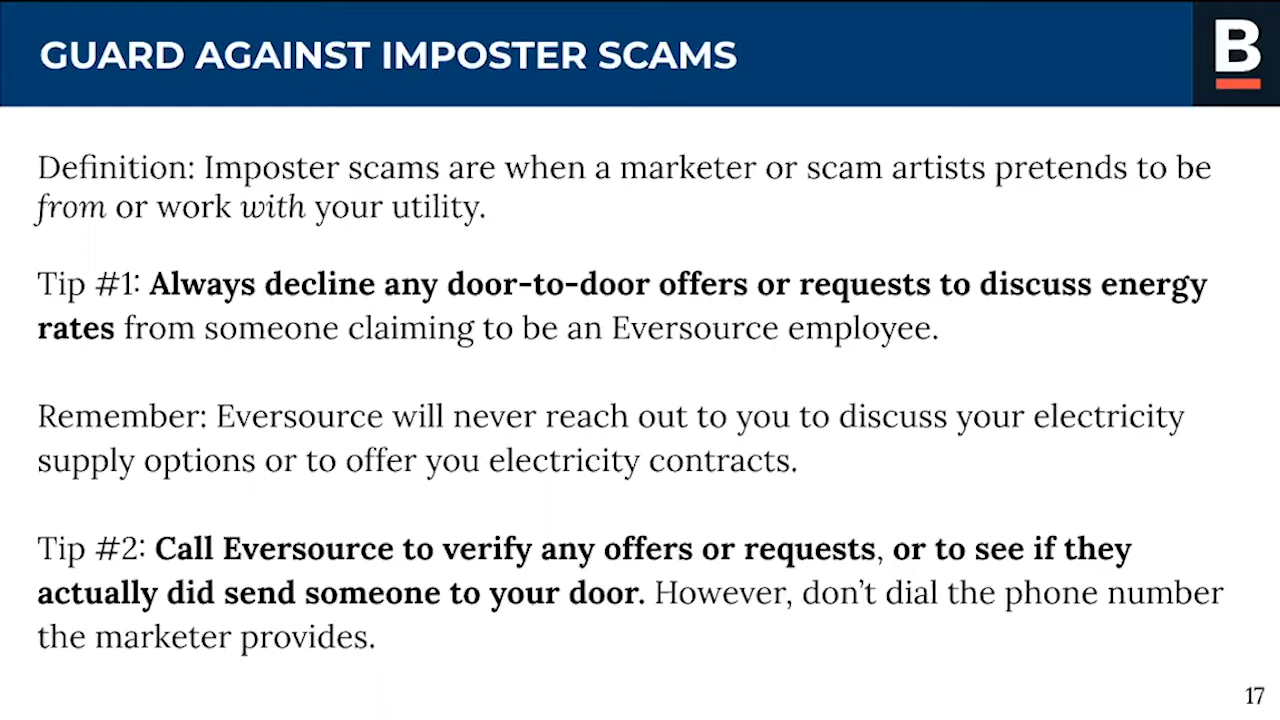 GUARD AGAINST IMPOSTER SCAMS
B
Definition: Imposter scams are when a marketer or scam artists pretends to be
from or work with your utility.
Tip #1: Always decline any door-to-door offers or requests to discuss energy
rates from someone claiming to be an Eversource employee.
Remember: Eversource will never reach out to you to discuss your electricity
supply options or to offer you electricity contracts.
Tip #2: Call Eversource to verify any offers or requests, or to see if they
actually did send someone to your door. However, don’t dial the phone number
the marketer provides.
17